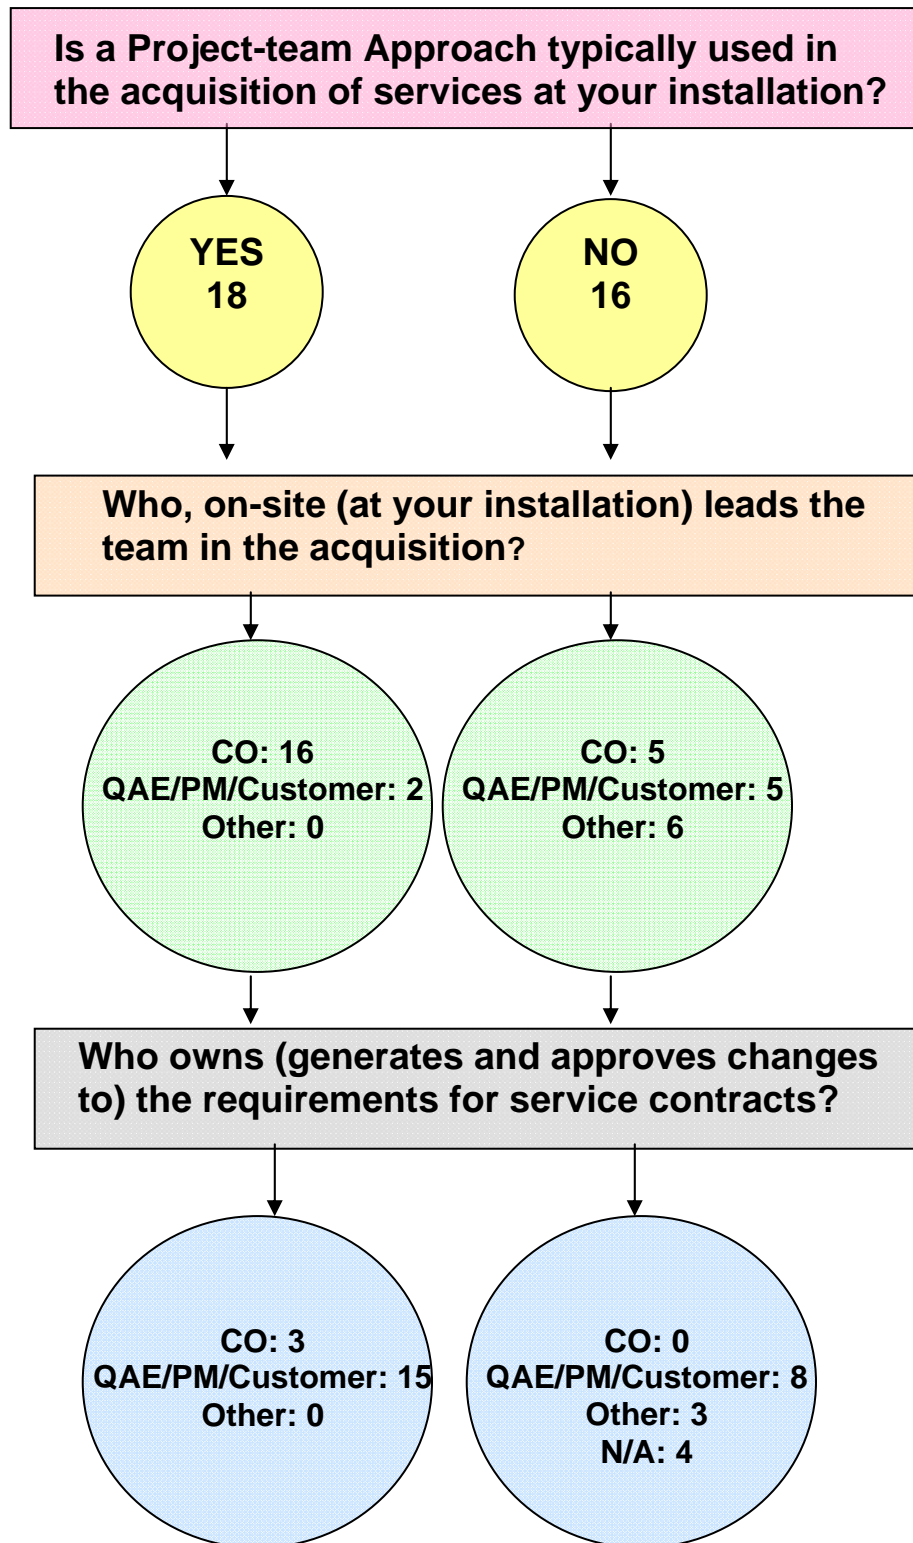 Is a Project-team Approach typically used in
the acquisition of services at your installation?
YES
18
NO
16
Who, on-site (at your installation) leads the
team in the acquisition?
CO: 16
QAE/PM/Customer: 2
Other: 0
CO: 5
QAE/PM/Customer: 5
Other: 6
Who owns (generates and approves changes
to) the requirements for service contracts?
CO: 3
QAE/PM/Customer: 15
Other: 0
CO: 0
QAE/PM/Customer: 8
Other: 3
N/A: 4